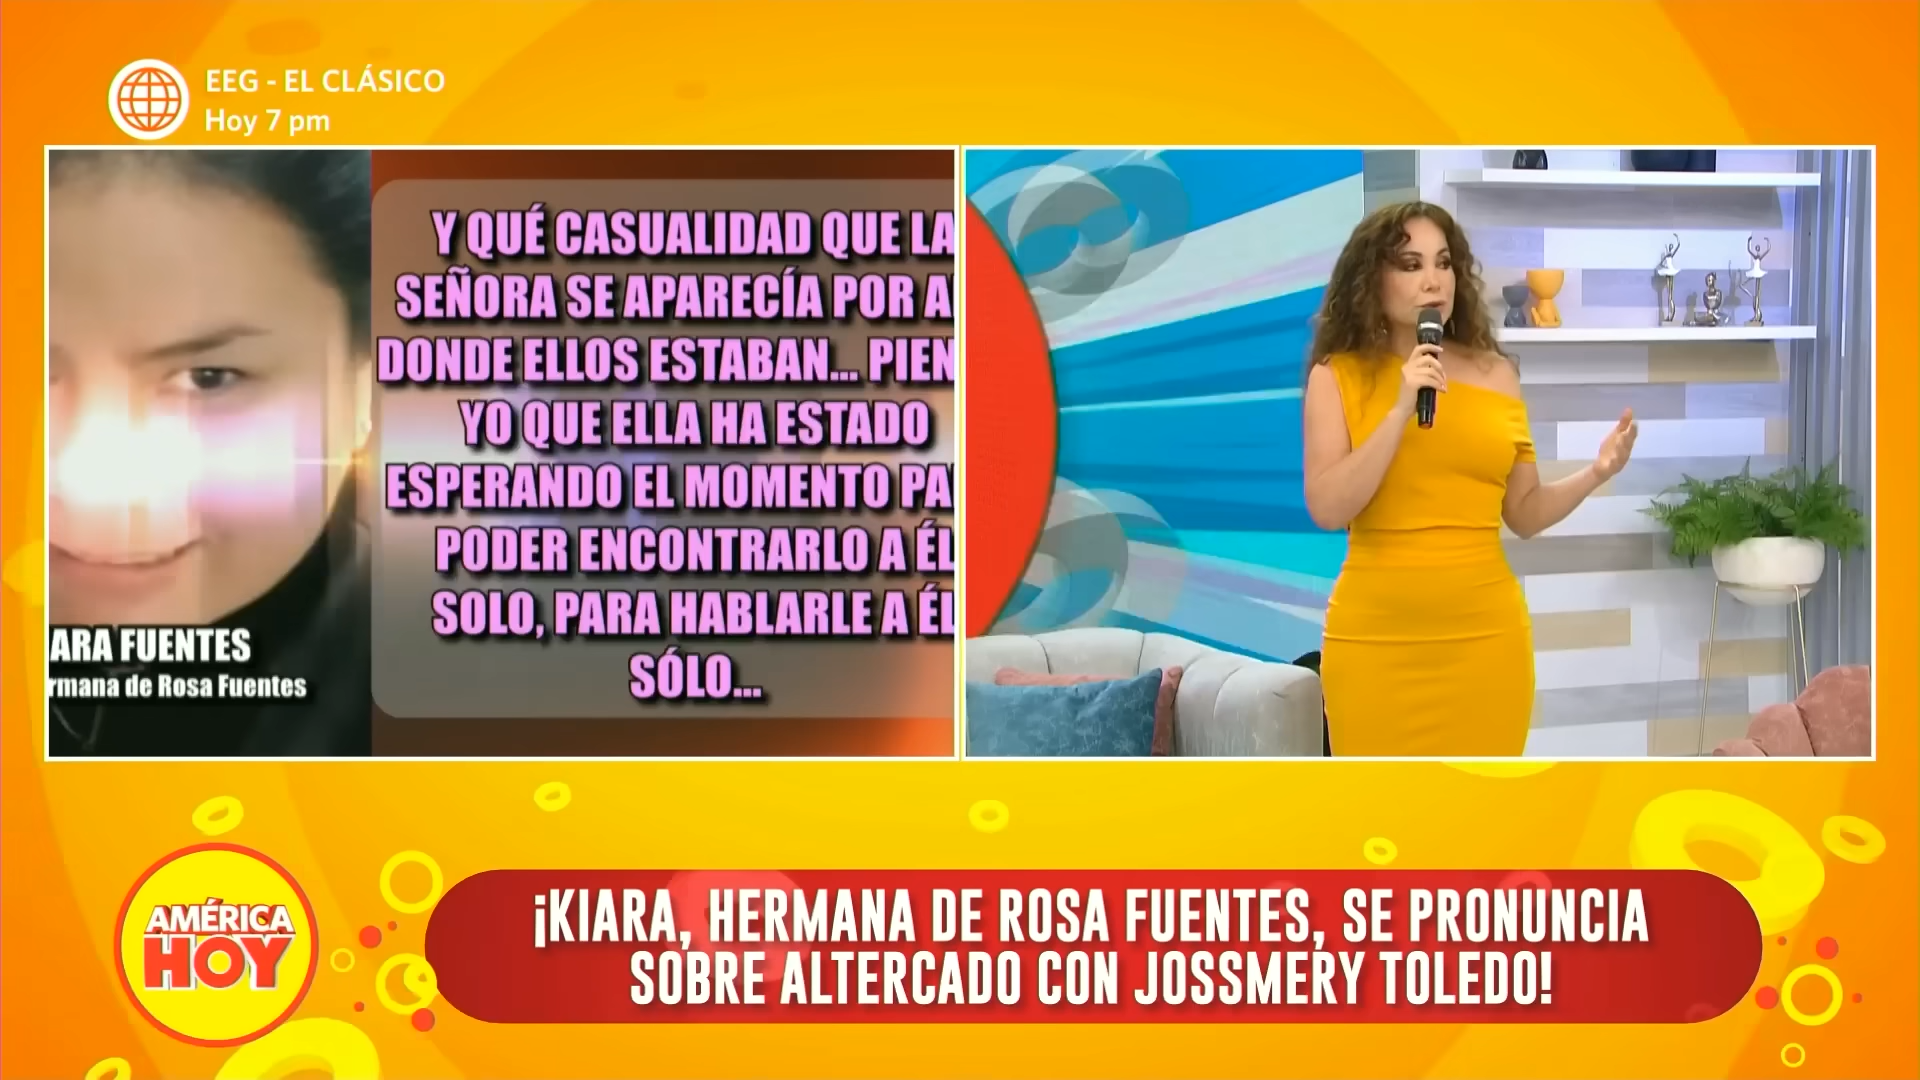 EEG - EL CLÁSICO
Hoy 7 pm
Y QUÉ CASUALIDAD QUE LA
SEÑORA SE APARECÍA POR
DONDE ELLOS ESTABAN...
YO QUE ELLA HA ESTADO
ESPERANDO EL MOMENTO
PODER ENCONTRARLO A ÉL
SOLO, PARA HABLARLE A ÉL
SÓLO...
ARA FUENTES
rmana de Rosa Fuentes
AMÉRICA
HOY
¡KIARA, HERMANA DE ROSA FUENTES, SE PRONUNCIA
SOBRE ALTERCADO CON JOSSMERY TOLEDO!